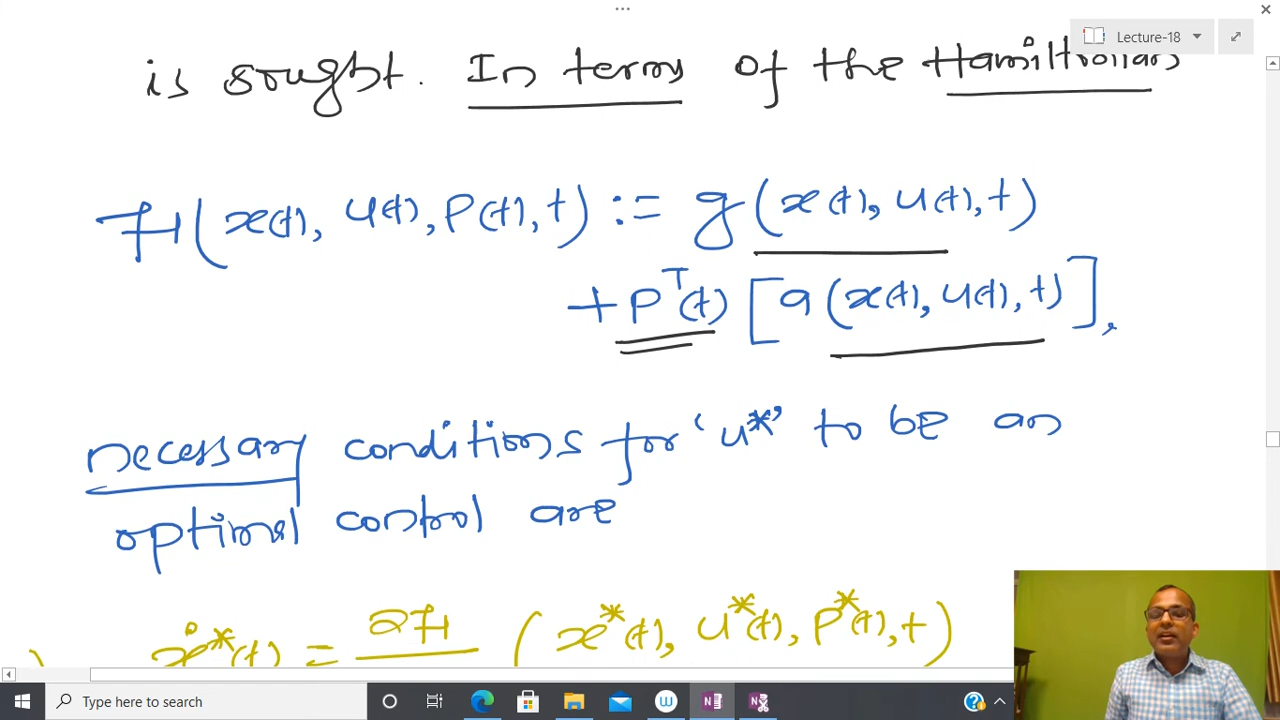 ...
Lecture-18
is sought. In terms of the Hamiltonian
H(x(t), u(t), p(t), t) := g(x(t), u(t), t)
+ p^T(t) [a(x(t), u(t), t)],
necessary conditions for 'u*' to be an
optimal control are
ẋ*(t) = ∂H (x*(t), u*(t), p*(t), t)
Type here to search